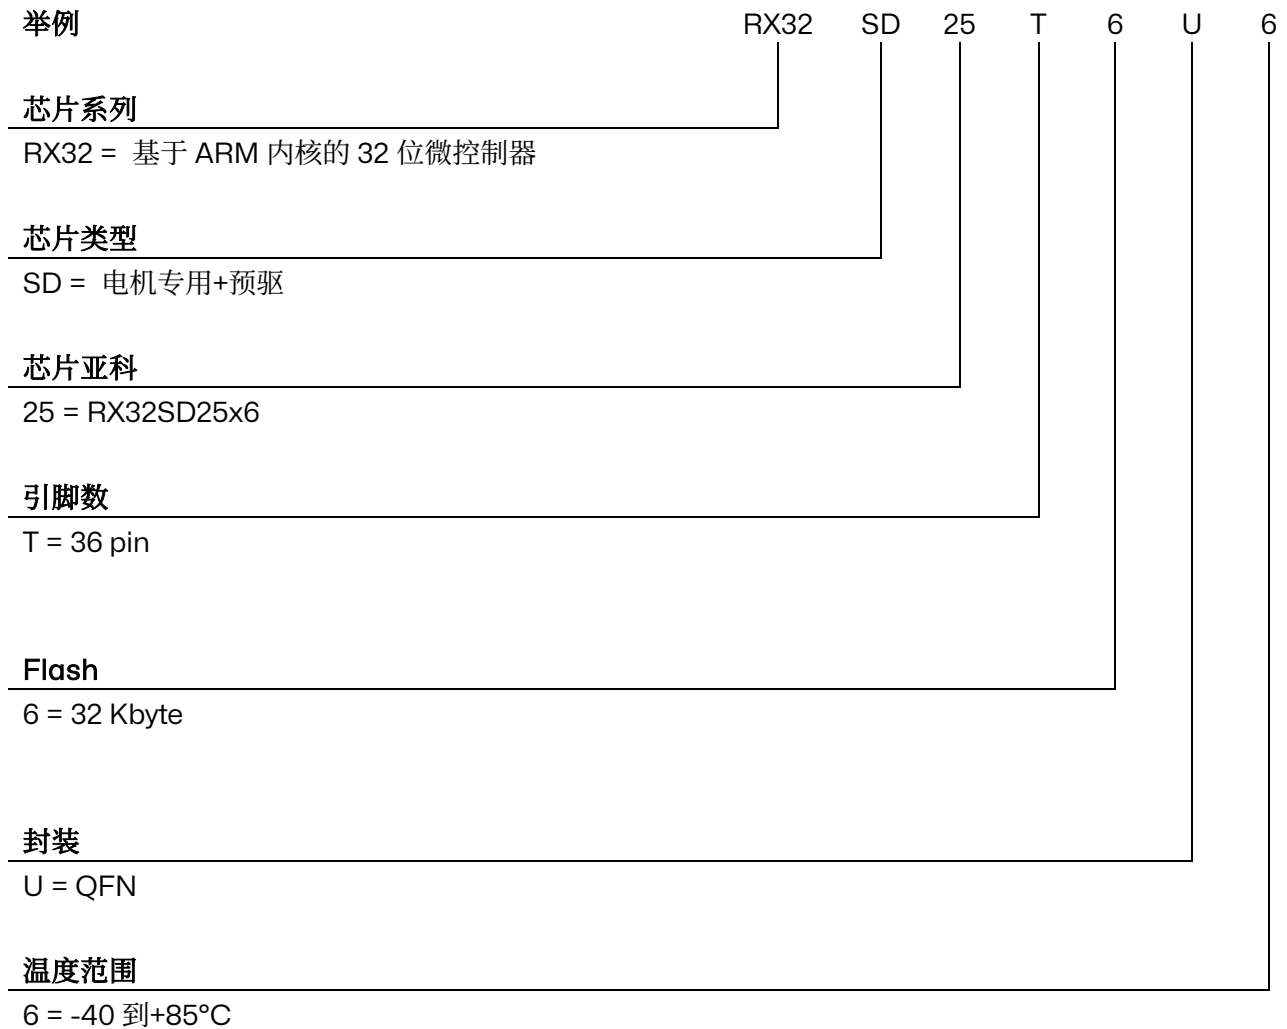 举例 RX32 SD 25 T 6 U 6
芯片系列
RX32 = 基于 ARM 内核的 32 位微控制器
芯片类型
SD = 电机专用+预驱
芯片亚科
25 = RX32SD25x6
引脚数
T = 36 pin
Flash
6 = 32 Kbyte
封装
U = QFN
温度范围
6 = -40 到+85°C